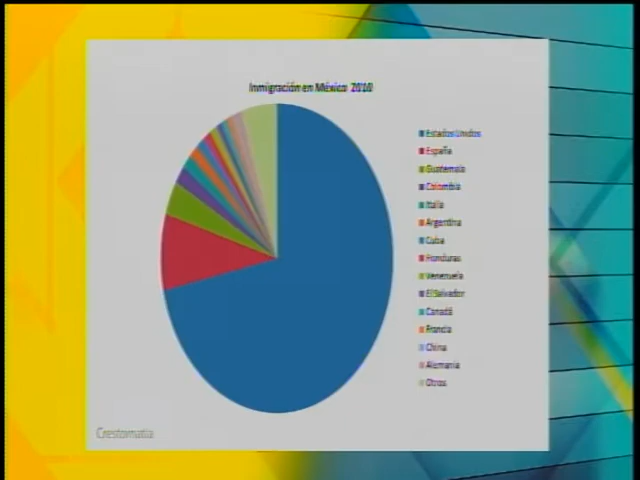 Inmigración en México 2010
Estados Unidos
España
Guatemala
Colombia
Italia
Argentina
Cuba
Honduras
Venezuela
El Salvador
Canadá
Francia
China
Alemania
Otros
Crestomatía